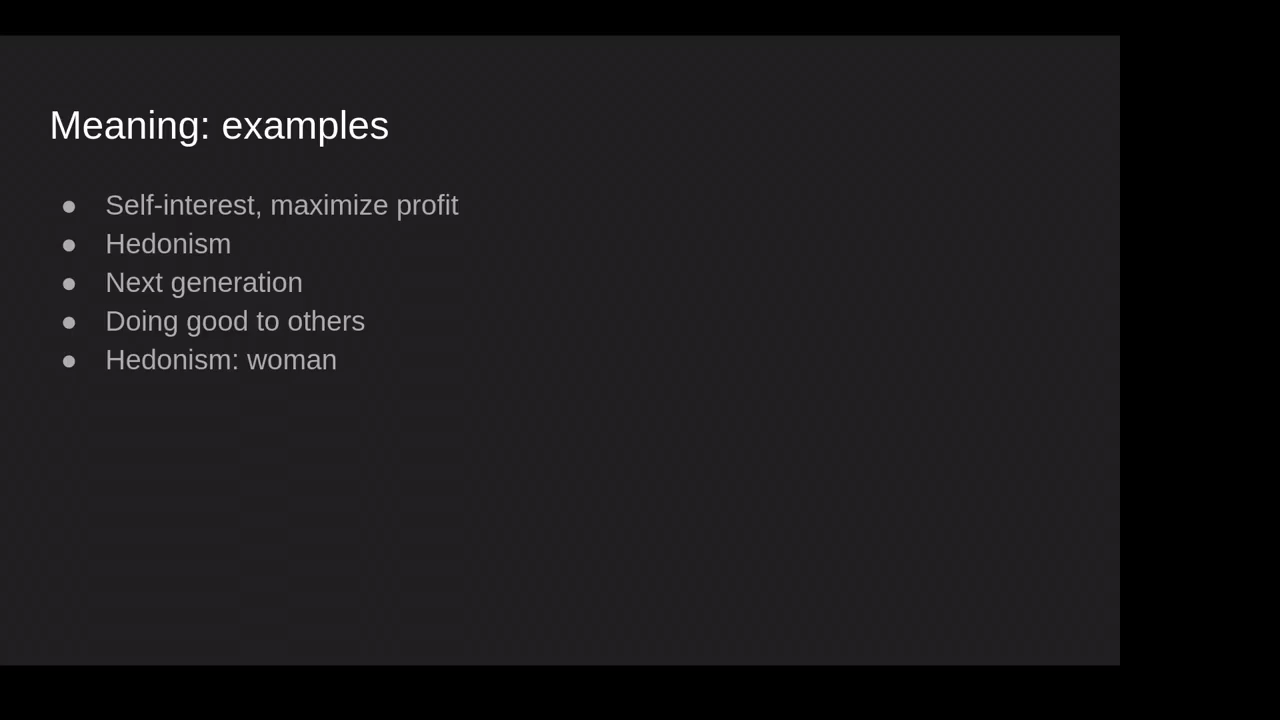 Meaning: examples
● Self-interest, maximize profit
● Hedonism
● Next generation
● Doing good to others
● Hedonism: woman